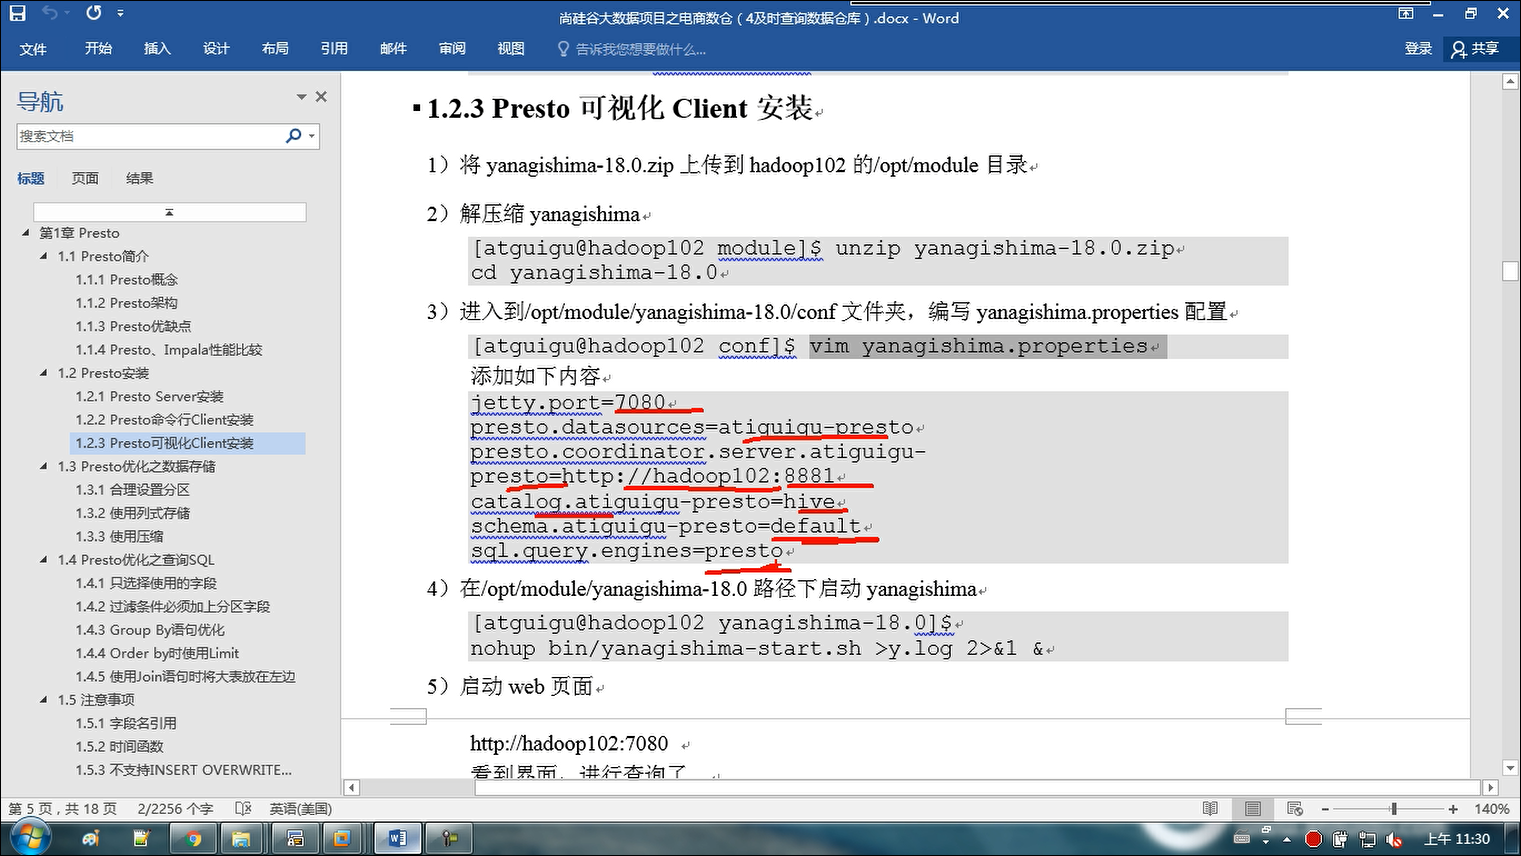 尚硅谷大数据项目之电商数仓（4及时查询数据仓库）.docx - Word
文件 开始 插入 设计 布局 引用 邮件 审阅 视图 告诉我您想要做什么... 登录 共享
导航
搜索文档
标题 页面 结果
第1章 Presto
1.1 Presto简介
1.1.1 Presto概念
1.1.2 Presto架构
1.1.3 Presto优缺点
1.1.4 Presto、Impala性能比较
1.2 Presto安装
1.2.1 Presto Server安装
1.2.2 Presto命令行Client安装
1.2.3 Presto可视化Client安装
1.3 Presto优化之数据存储
1.3.1 合理设置分区
1.3.2 使用列式存储
1.3.3 使用压缩
1.4 Presto优化之查询SQL
1.4.1 只选择使用的字段
1.4.2 过滤条件必须加上分区字段
1.4.3 Group By语句优化
1.4.4 Order by时使用Limit
1.4.5 使用Join语句时将大表放在左边
1.5 注意事项
1.5.1 字段名引用
1.5.2 时间函数
1.5.3 不支持INSERT OVERWRITE...
1.2.3 Presto 可视化 Client 安装
1）将 yanagishima-18.0.zip 上传到 hadoop102 的/opt/module 目录
2）解压缩 yanagishima
[atguigu@hadoop102 module]$ unzip yanagishima-18.0.zip
cd yanagishima-18.0
3）进入到/opt/module/yanagishima-18.0/conf 文件夹，编写 yanagishima.properties 配置
[atguigu@hadoop102 conf]$ vim yanagishima.properties
添加如下内容
jetty.port=7080
presto.datasources=atiguigu-presto
presto.coordinator.server.atiguigu-
presto=http://hadoop102:8881
catalog.atiguigu-presto=hive
schema.atiguigu-presto=default
sql.query.engines=presto
4）在/opt/module/yanagishima-18.0 路径下启动 yanagishima
[atguigu@hadoop102 yanagishima-18.0]$
nohup bin/yanagishima-start.sh >y.log 2>&1 &
5）启动 web 页面
http://hadoop102:7080
看到界面，进行查询了
第 5 页，共 18 页 2/2256 个字 英语(美国) 140%
上午 11:30